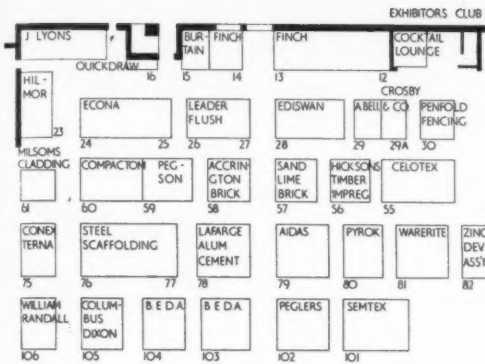 EXHIBITORS CLUB
J LYONS
BUR-
TAIN
FINCH
FINCH
COCKTAIL
LOUNGE
QUICKDRAW
16
15
14
13
12
HIL-
MOR
23
CROSBY
ECONA
LEADER
FLUSH
EDISWAN
ABELL & CO
PENFOLD
FENCING
24
25
26
27
28
29
29A
30
MILSOMS
CLADDING
COMPACTOM
PEG-
SON
ACCRIN-
GTON
BRICK
SAND
LIME
BRICK
HICKSONS
TIMBER
IMPREG
CELOTEX
61
60
59
58
57
56
55
CONEX
TERNA
STEEL
SCAFFOLDING
LAFARGE
ALUM
CEMENT
AIDAS
PYROK
WARERITE
ZINC
DEV
ASS'N
75
76
77
78
79
80
81
82
WILLIAM
RANDALL
COLUM-
BUS
DIXON
B.E.D.A
B.E.D.A
PEGLERS
SEMTEX
106
105
104
103
102
101